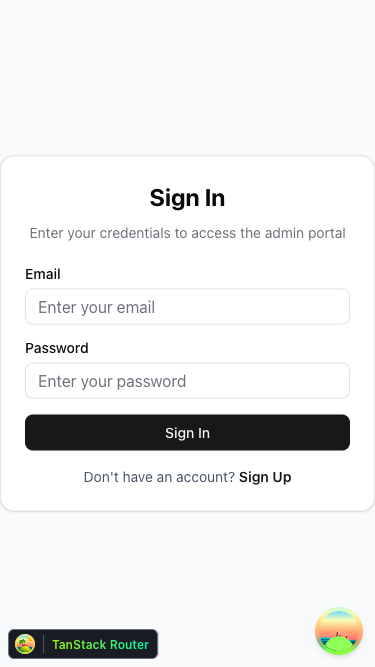 Sign In
Enter your credentials to access the admin portal
Email
Enter your email
Password
Enter your password
Sign In
Don't have an account? Sign Up
TanStack Router